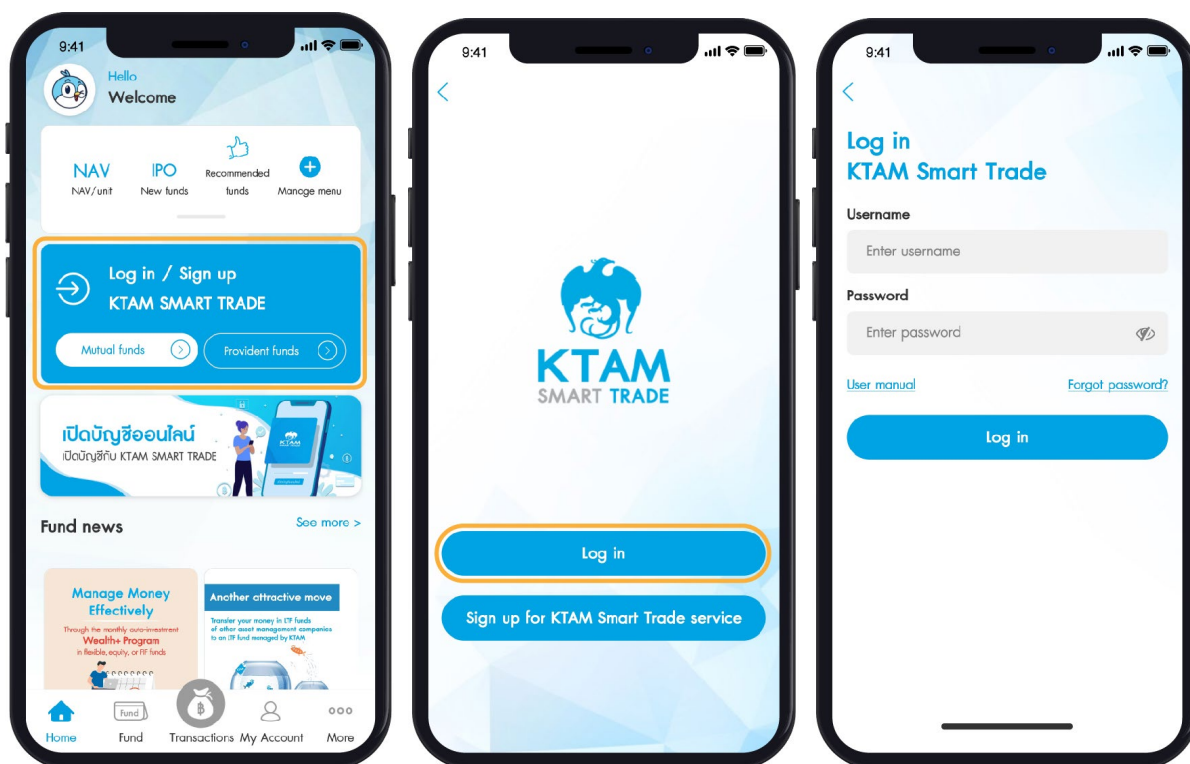 9:41
Hello
Welcome
NAV
NAV/unit
IPO
New funds
Recommended
funds
Manage menu
Log in / Sign up
KTAM SMART TRADE
Mutual funds
Provident funds
เปิดบัญชีออนไลน์
เปิดบัญชีกับ KTAM SMART TRADE
KTAM
Fund news
See more >
Manage Money
Effectively
Through the monthly auto-investment
Wealth+ Program
in flexible, equity, or FIF funds
Another attractive move
Transfer your money in LTF funds
of other asset management companies
to an LTF fund managed by KTAM
Home
Fund
Fund
฿
Transactions
My Account
More
9:41
KTAM
SMART TRADE
Log in
Sign up for KTAM Smart Trade service
9:41
Log in
KTAM Smart Trade
Username
Enter username
Password
Enter password
User manual
Forgot password?
Log in